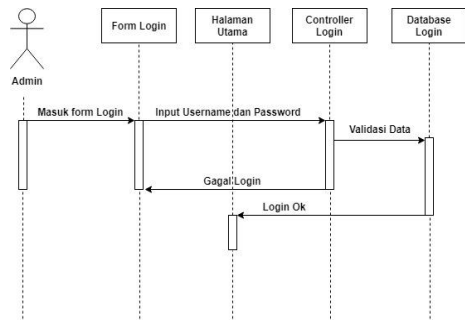 Form Login
Halaman
Utama
Controller
Login
Database
Login
Admin
Masuk form Login
Input Username dan Password
Validasi Data
Gagal Login
Login Ok